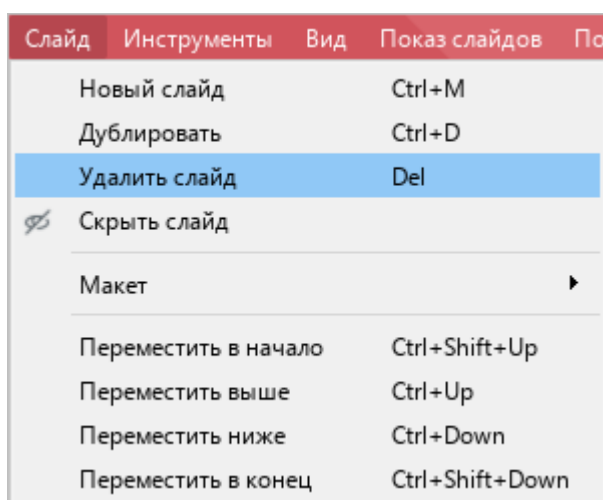 Слайд Инструменты Вид Показ слайдов
Новый слайд Ctrl+M
Дублировать Ctrl+D
Удалить слайд Del
Скрыть слайд
Макет
Переместить в начало Ctrl+Shift+Up
Переместить выше Ctrl+Up
Переместить ниже Ctrl+Down
Переместить в конец Ctrl+Shift+Down